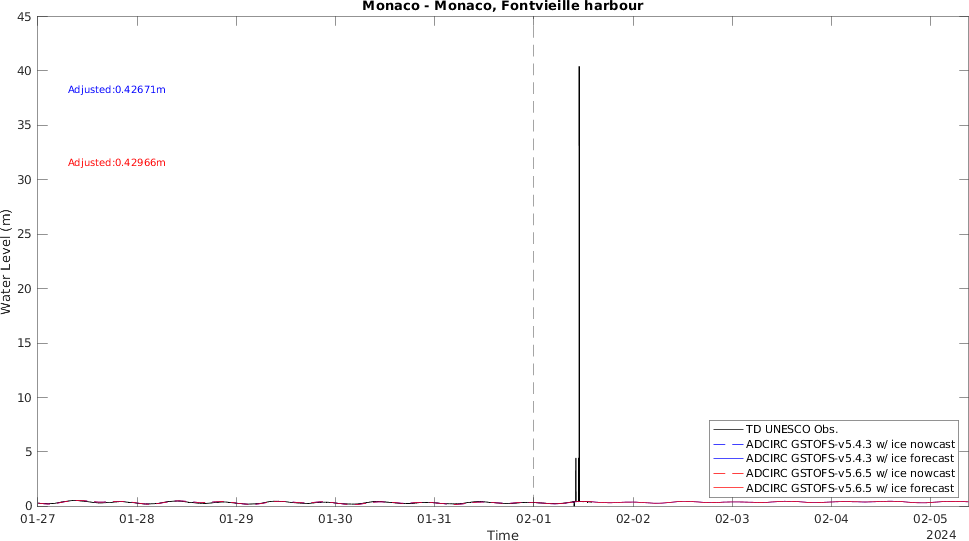 Monaco - Monaco, Fontvieille harbour
45
40
35
30
25
20
15
10
5
0
Water Level (m)
Adjusted:0.42671m
Adjusted:0.42966m
TD UNESCO Obs.
ADCIRC GSTOFS-v5.4.3 w/ ice nowcast
ADCIRC GSTOFS-v5.4.3 w/ ice forecast
ADCIRC GSTOFS-v5.6.5 w/ ice nowcast
ADCIRC GSTOFS-v5.6.5 w/ ice forecast
01-27 01-28 01-29 01-30 01-31 02-01 02-02 02-03 02-04 02-05
2024
Time